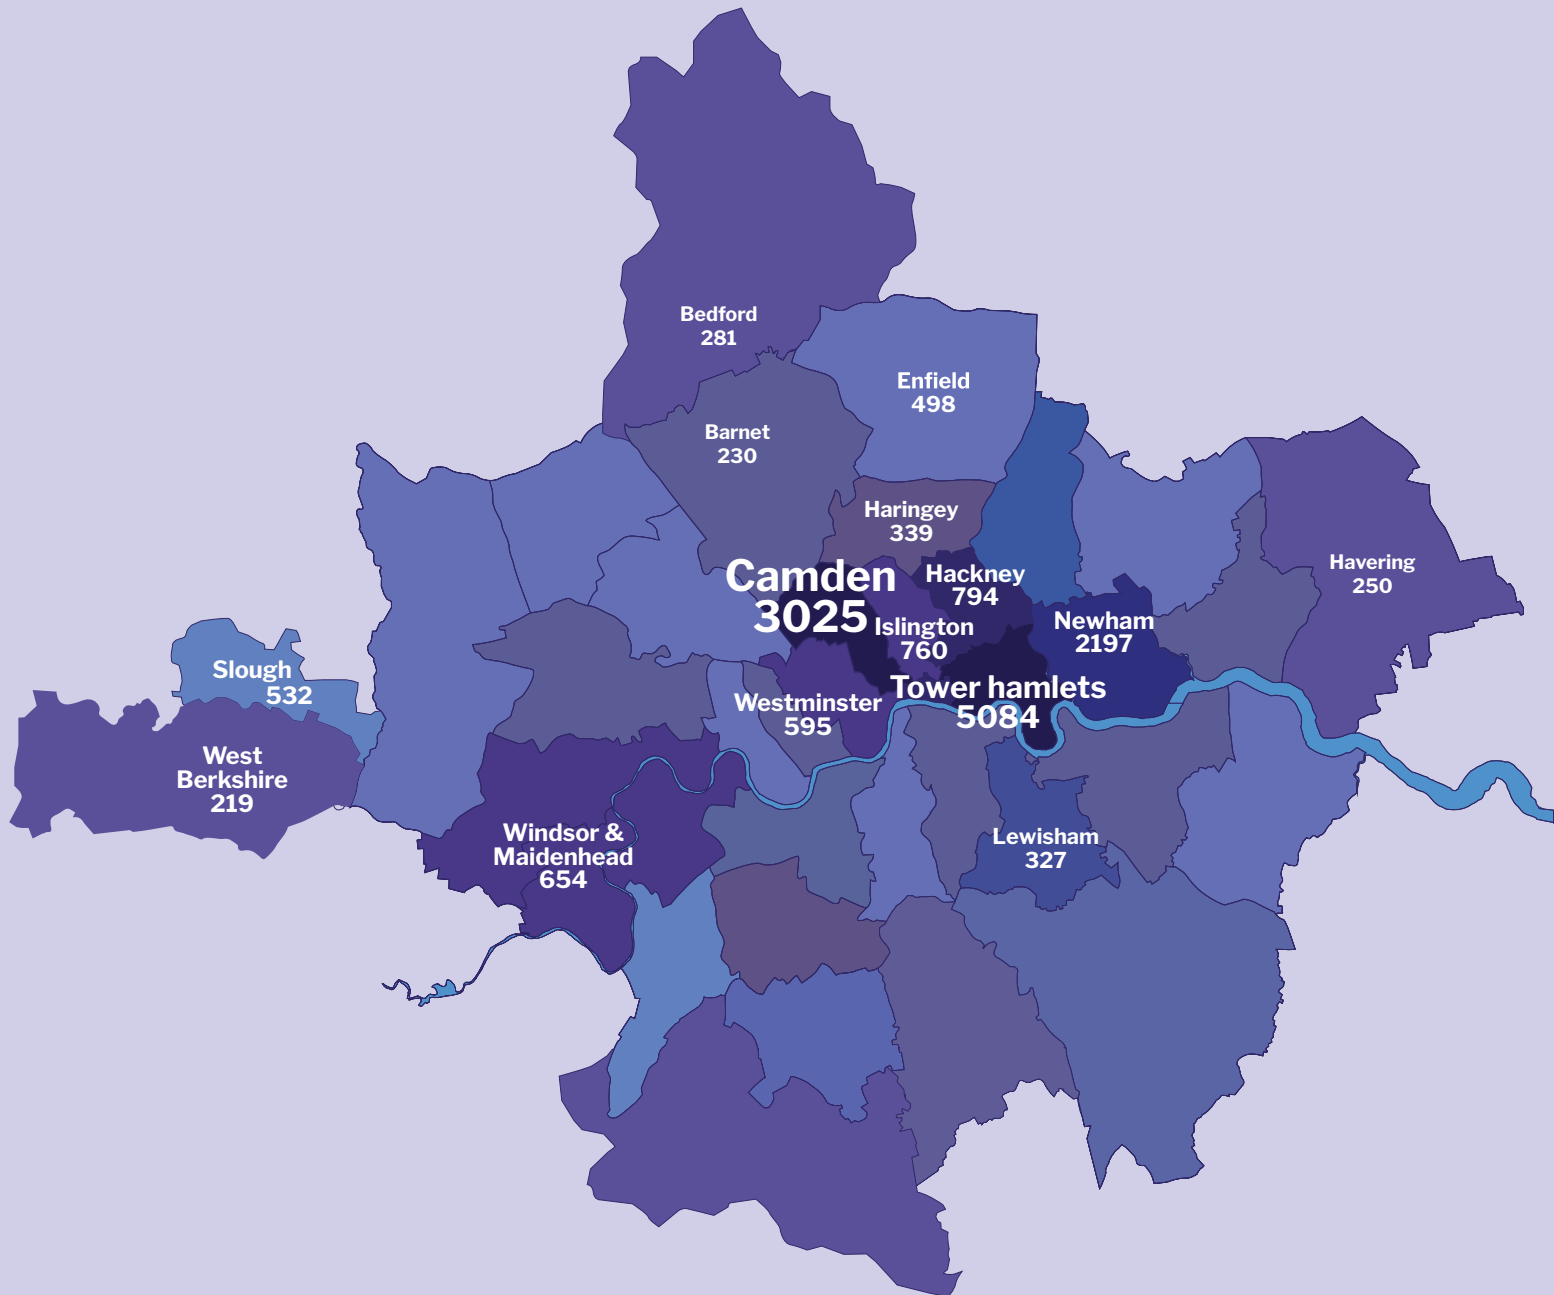 Bedford
281
Enfield
498
Barnet
230
Haringey
339
Havering
250
Camden
3025
Hackney
794
Islington
760
Newham
2197
Slough
532
Westminster
595
Tower hamlets
5084
West
Berkshire
219
Windsor &
Maidenhead
654
Lewisham
327